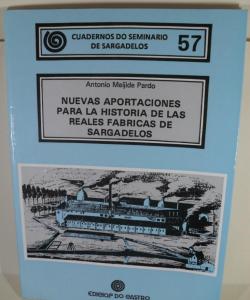 CUADERNOS DO SEMINARIO
DE SARGADELOS
57
Antonio Meijide Pardo
NUEVAS APORTACIONES
PARA LA HISTORIA DE LAS
REALES FABRICAS DE
SARGADELOS
EDICIOS DO CASTRO